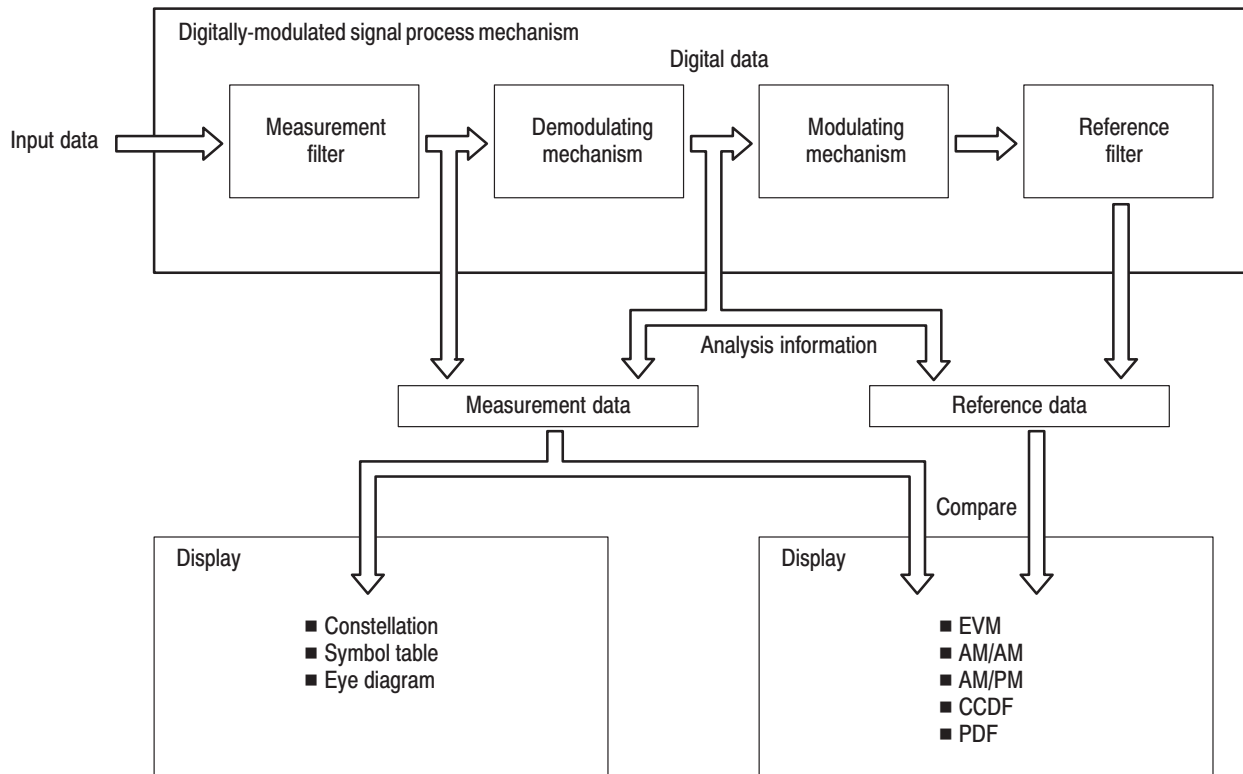 Digitally-modulated signal process mechanism
Digital data
Input data
Measurement
filter
Demodulating
mechanism
Modulating
mechanism
Reference
filter
Analysis information
Measurement data
Reference data
Compare
Display
■ Constellation
■ Symbol table
■ Eye diagram
Display
■ EVM
■ AM/AM
■ AM/PM
■ CCDF
■ PDF